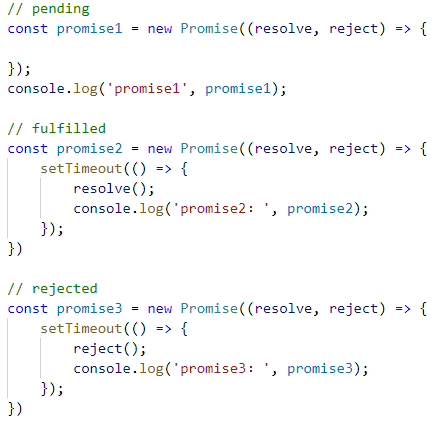 // pending
const promise1 = new Promise((resolve, reject) => {
});
console.log('promise1', promise1);
// fulfilled
const promise2 = new Promise((resolve, reject) => {
setTimeout(() => {
resolve();
console.log('promise2: ', promise2);
});
})
// rejected
const promise3 = new Promise((resolve, reject) => {
setTimeout(() => {
reject();
console.log('promise3: ', promise3);
});
})